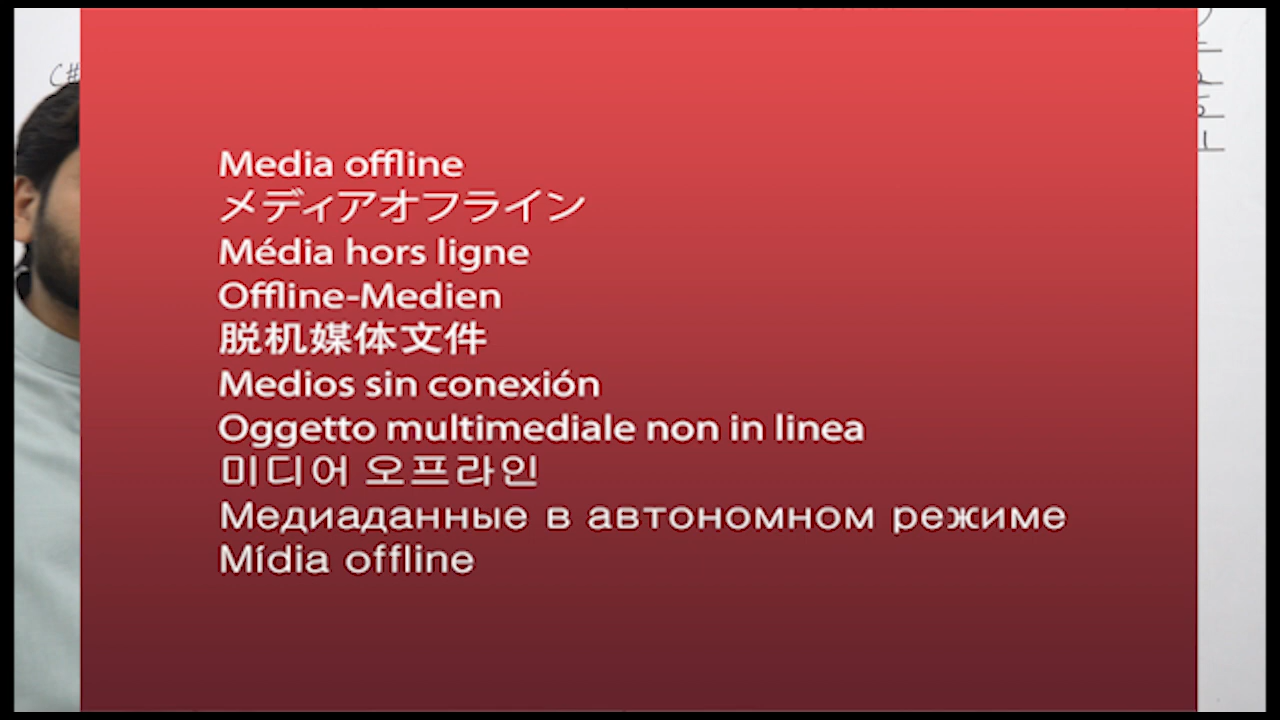 C#
Media offline
メディアオフライン
Média hors ligne
Offline-Medien
脱机媒体文件
Medios sin conexión
Oggetto multimediale non in linea
미디어 오프라인
Медиаданные в автономном режиме
Mídia offline